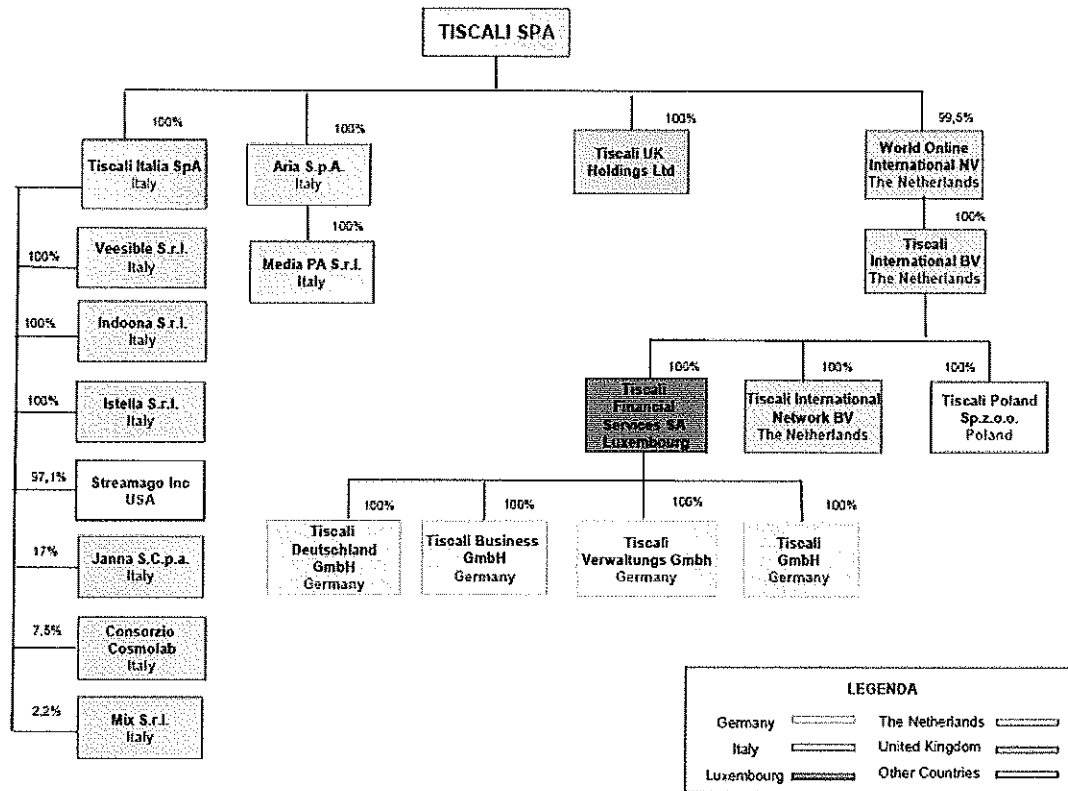 TISCALI SPA
100%
100%
100%
99,5%
Tiscali Italia SpA
Italy
Aria S.p.A.
Italy
Tiscali UK
Holdings Ltd
World Online
International NV
The Netherlands
100%
Veesible S.r.l.
Italy
100%
Media PA S.r.l.
Italy
100%
Tiscali
International BV
The Netherlands
100%
Indoona S.r.l.
Italy
100%
Istella S.r.l.
Italy
100%
100%
100%
Tiscali
Financial
Services SA
Luxembourg
Tiscali International
Network BV
The Netherlands
Tiscali Poland
Sp.z.o.o.
Poland
97,1%
Streamago Inc
USA
100%
100%
100%
100%
Tiscali
Deutschland
GmbH
Germany
Tiscali Business
GmbH
Germany
Tiscali
Verwaltungs Gmbh
Germany
Tiscali
GmbH
Germany
17%
Janna S.C.p.a.
Italy
7,5%
Consorzio
Cosmolab
Italy
2,2%
Mix S.r.l.
Italy
LEGENDA
Germany
The Netherlands
Italy
United Kingdom
Luxembourg
Other Countries